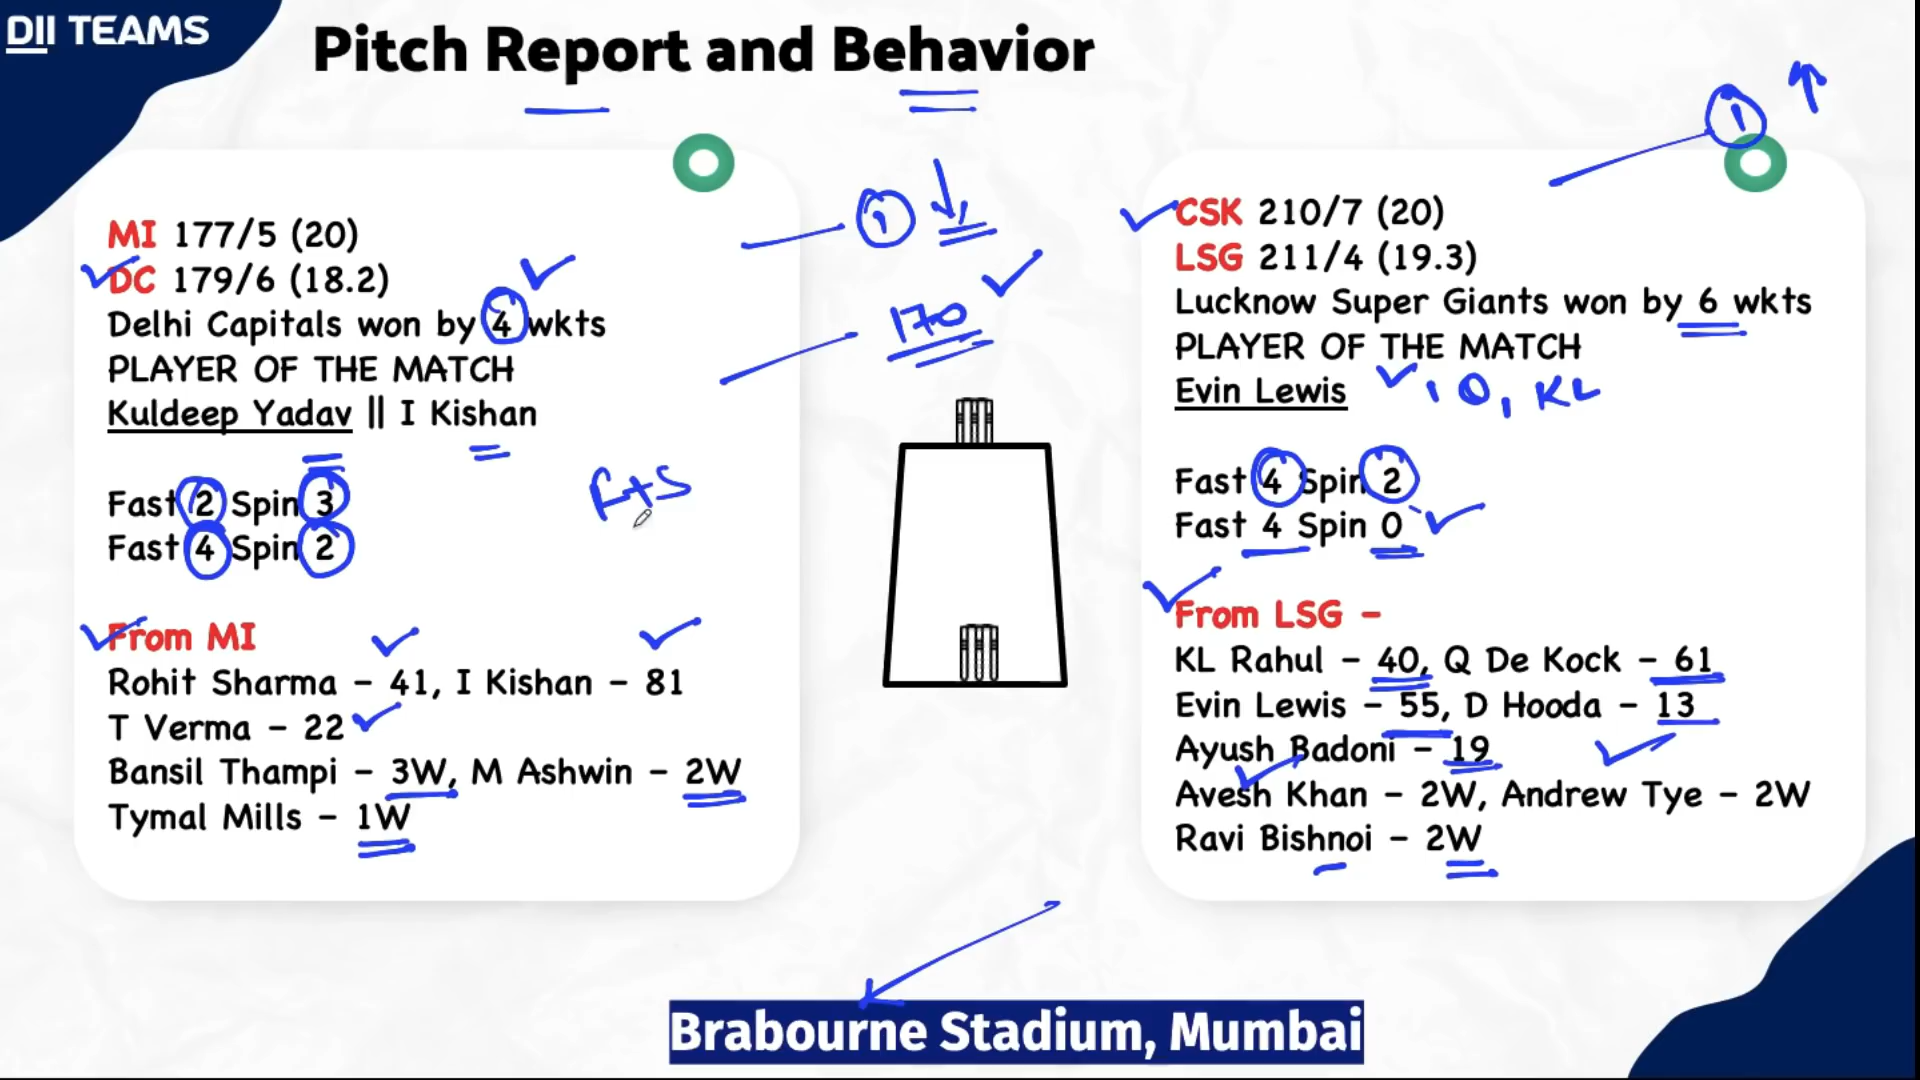 DII TEAMS
Pitch Report and Behavior
MI 177/5 (20)
DC 179/6 (18.2)
Delhi Capitals won by 4 wkts
PLAYER OF THE MATCH
Kuldeep Yadav || I Kishan
Fast 2 Spin 3
Fast 4 Spin 2
From MI
Rohit Sharma - 41, I Kishan - 81
T Verma - 22
Bansil Thampi - 3W, M Ashwin - 2W
Tymal Mills - 1W
F+S
1
170
1
CSK 210/7 (20)
LSG 211/4 (19.3)
Lucknow Super Giants won by 6 wkts
PLAYER OF THE MATCH
Evin Lewis , Q, KL
Fast 4 Spin 2
Fast 4 Spin 0
From LSG -
KL Rahul - 40, Q De Kock - 61
Evin Lewis - 55, D Hooda - 13
Ayush Badoni - 19
Avesh Khan - 2W, Andrew Tye - 2W
Ravi Bishnoi - 2W
Brabourne Stadium, Mumbai